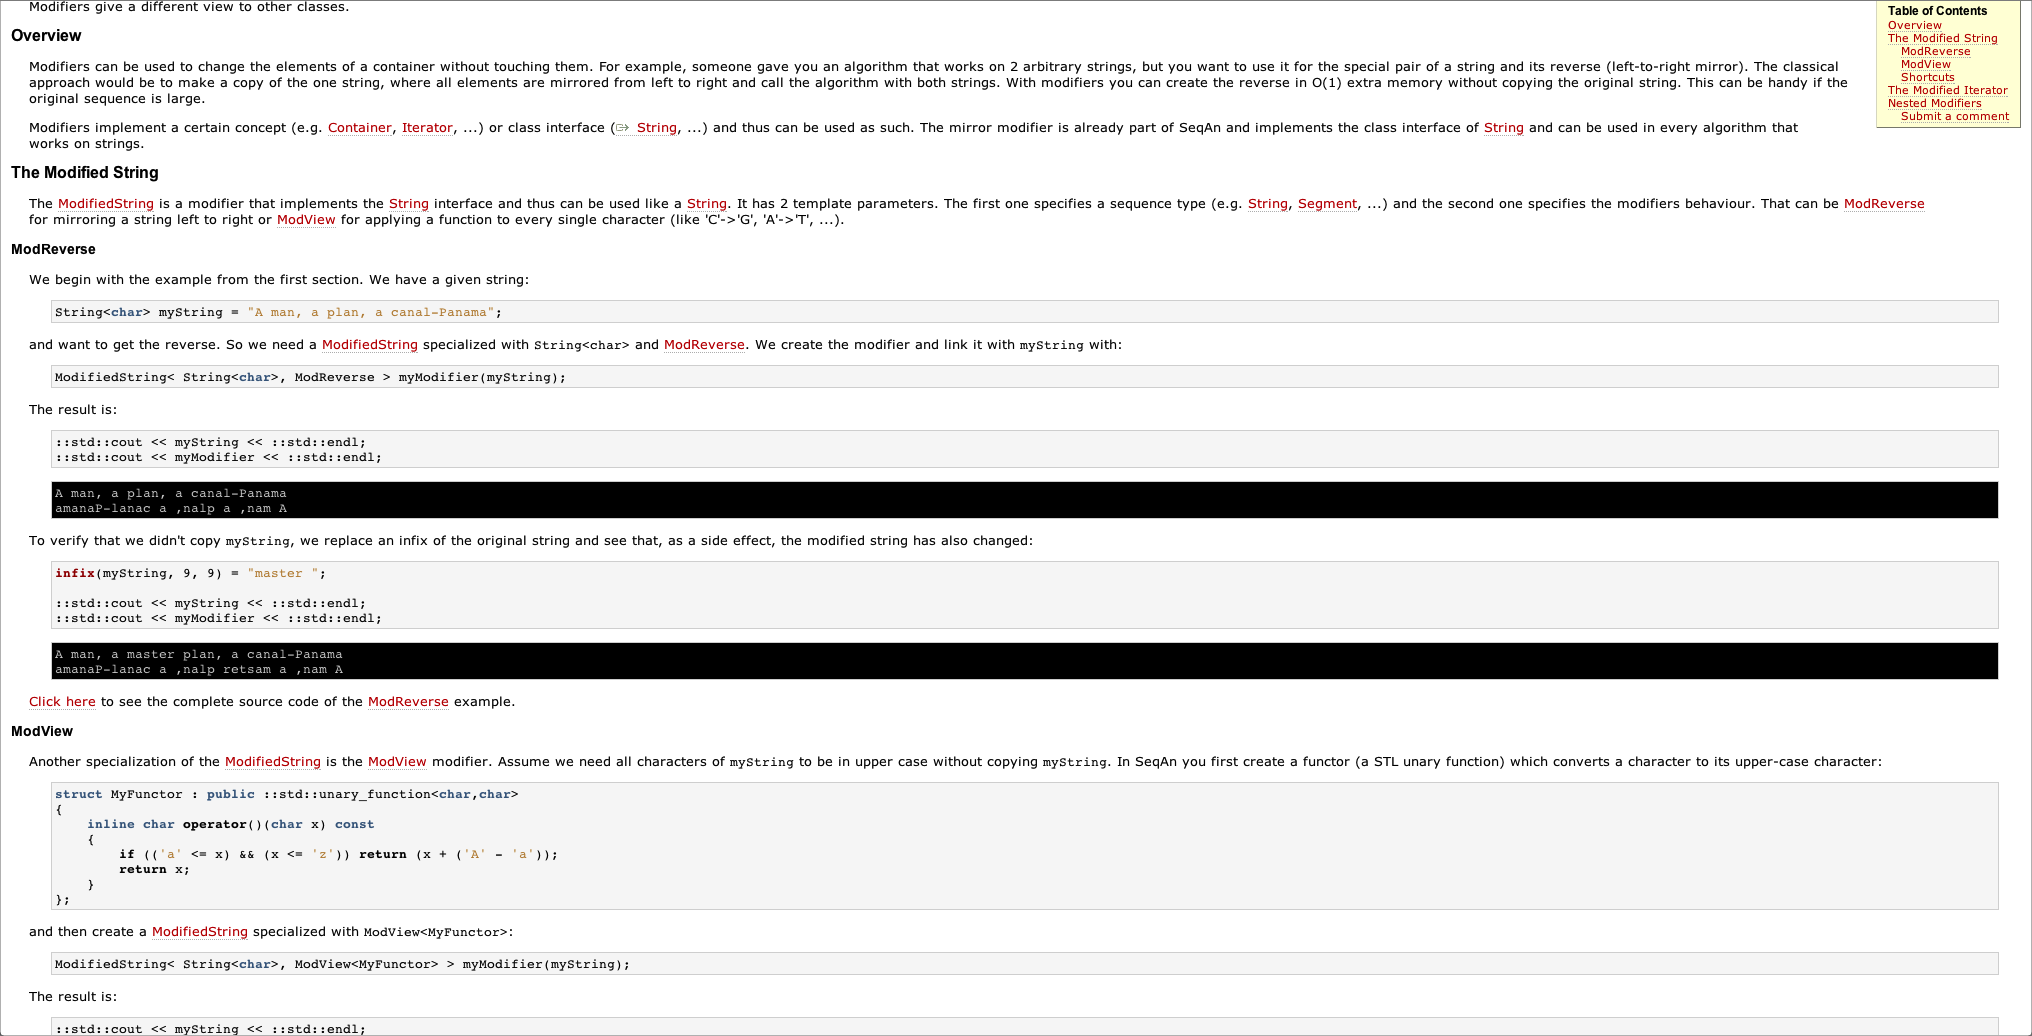 Modifiers give a different view to other classes.
Table of Contents
Overview
The Modified String
ModReverse
ModView
Shortcuts
The Modified Iterator
Nested Modifiers
Submit a comment
Overview
Modifiers can be used to change the elements of a container without touching them. For example, someone gave you an algorithm that works on 2 arbitrary strings, but you want to use it for the special pair of a string and its reverse (left-to-right mirror). The classical
approach would be to make a copy of the one string, where all elements are mirrored from left to right and call the algorithm with both strings. With modifiers you can create the reverse in O(1) extra memory without copying the original string. This can be handy if the
original sequence is large.
Modifiers implement a certain concept (e.g. Container, Iterator, ...) or class interface (⇨ String, ...) and thus can be used as such. The mirror modifier is already part of SeqAn and implements the class interface of String and can be used in every algorithm that
works on strings.
The Modified String
The ModifiedString is a modifier that implements the String interface and thus can be used like a String. It has 2 template parameters. The first one specifies a sequence type (e.g. String, Segment, ...) and the second one specifies the modifiers behaviour. That can be ModReverse
for mirroring a string left to right or ModView for applying a function to every single character (like 'C'->'G', 'A'->'T', ...).
ModReverse
We begin with the example from the first section. We have a given string:
String<char> myString = "A man, a plan, a canal-Panama";
and want to get the reverse. So we need a ModifiedString specialized with String<char> and ModReverse. We create the modifier and link it with myString with:
ModifiedString< String<char>, ModReverse > myModifier(myString);
The result is:
::std::cout << myString << ::std::endl;
::std::cout << myModifier << ::std::endl;
A man, a plan, a canal-Panama
amanaP-lanac a ,nalp a ,nam A
To verify that we didn't copy myString, we replace an infix of the original string and see that, as a side effect, the modified string has also changed:
infix(myString, 9, 9) = "master ";
::std::cout << myString << ::std::endl;
::std::cout << myModifier << ::std::endl;
A man, a master plan, a canal-Panama
amanaP-lanac a ,nalp retsam a ,nam A
Click here to see the complete source code of the ModReverse example.
ModView
Another specialization of the ModifiedString is the ModView modifier. Assume we need all characters of myString to be in upper case without copying myString. In SeqAn you first create a functor (a STL unary function) which converts a character to its upper-case character:
struct MyFunctor : public ::std::unary_function<char,char>
{
    inline char operator()(char x) const
    {
        if (('a' <= x) && (x <= 'z')) return (x + ('A' - 'a'));
        return x;
    }
};
and then create a ModifiedString specialized with ModView<MyFunctor>:
ModifiedString< String<char>, ModView<MyFunctor> > myModifier(myString);
The result is:
::std::cout << myString << ::std::endl;